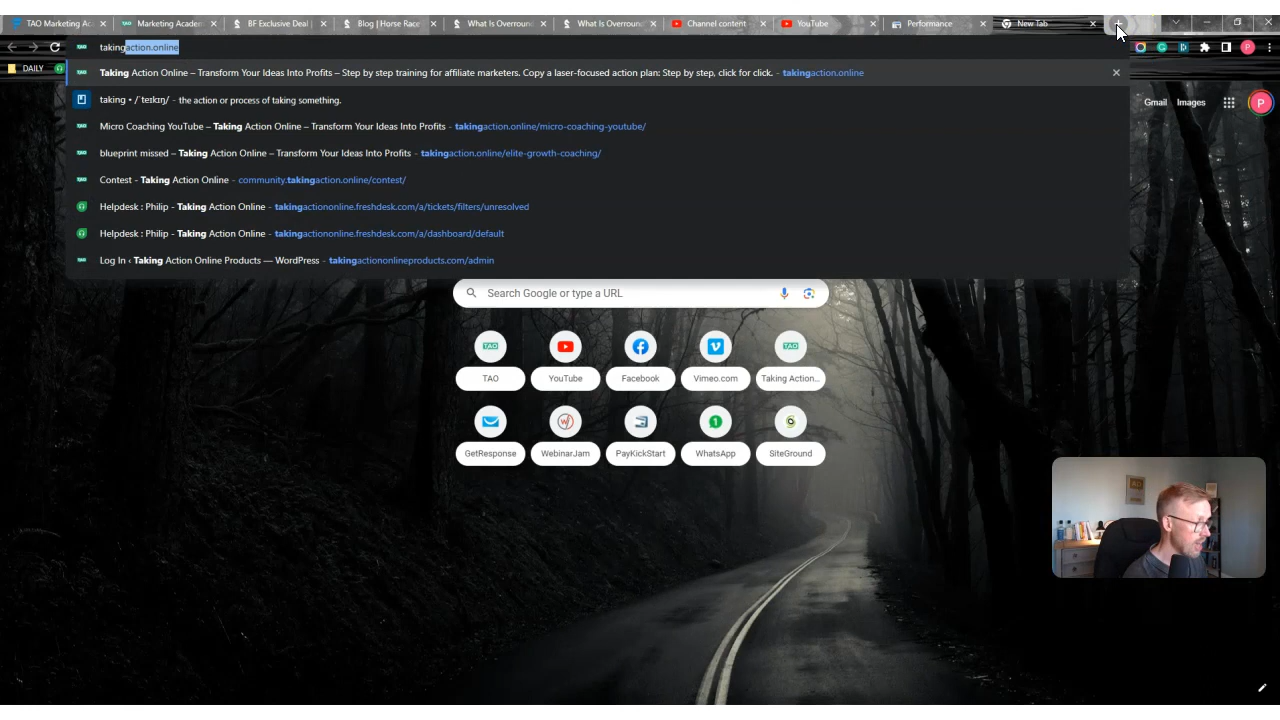 TAO Marketing Ac
Marketing Academ
BF Exclusive Deal |
Blog | Horse Race
What Is Overroun
What Is Overroun
Channel content
YouTube
Performance
New Tab
takingaction.online
DAILY
Taking Action Online – Transform Your Ideas Into Profits – Step by step training for affiliate marketers. Copy a laser-focused action plan: Step by step, click for click. - takingaction.online
taking • /ˈteɪkɪŋ/ - the action or process of taking something.
Micro Coaching YouTube – Taking Action Online – Transform Your Ideas Into Profits - takingaction.online/micro-coaching-youtube/
blueprint missed – Taking Action Online – Transform Your Ideas Into Profits - takingaction.online/elite-growth-coaching/
Contest - Taking Action Online - community.takingaction.online/contest/
Helpdesk : Philip - Taking Action Online - takingactiononline.freshdesk.com/a/tickets/filters/unresolved
Helpdesk : Philip - Taking Action Online - takingactiononline.freshdesk.com/a/dashboard/default
Log In ‹ Taking Action Online Products — WordPress - takingactiononlineproducts.com/admin
Gmail Images
P
P
Search Google or type a URL
TAO YouTube Facebook Vimeo.com Taking Action...
GetResponse WebinarJam PayKickStart WhatsApp SiteGround